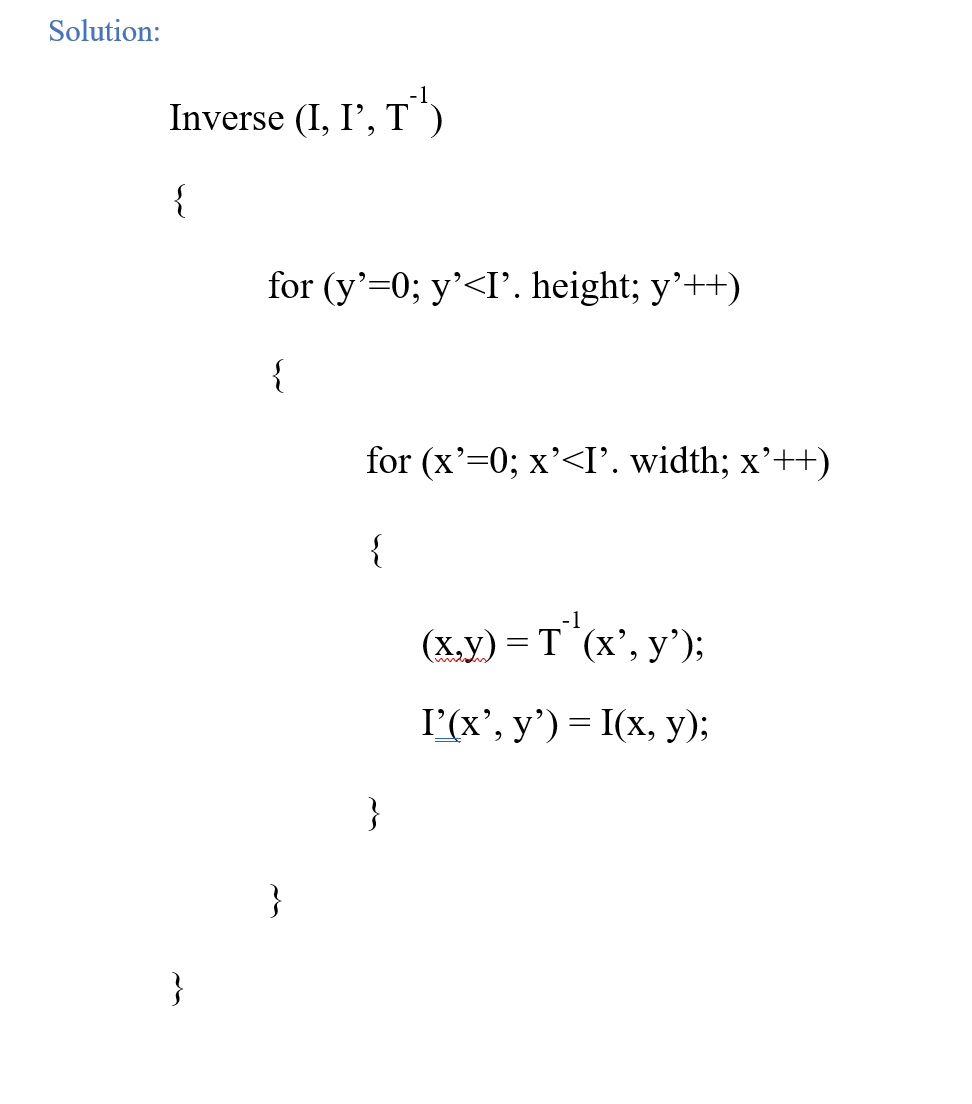 Solution:
Inverse (I, I’, T⁻¹)
{
for (y’=0; y’<I’. height; y’++)
{
for (x’=0; x’<I’. width; x’++)
{
(x,y) = T⁻¹(x’, y’);
I’(x’, y’) = I(x, y);
}
}
}